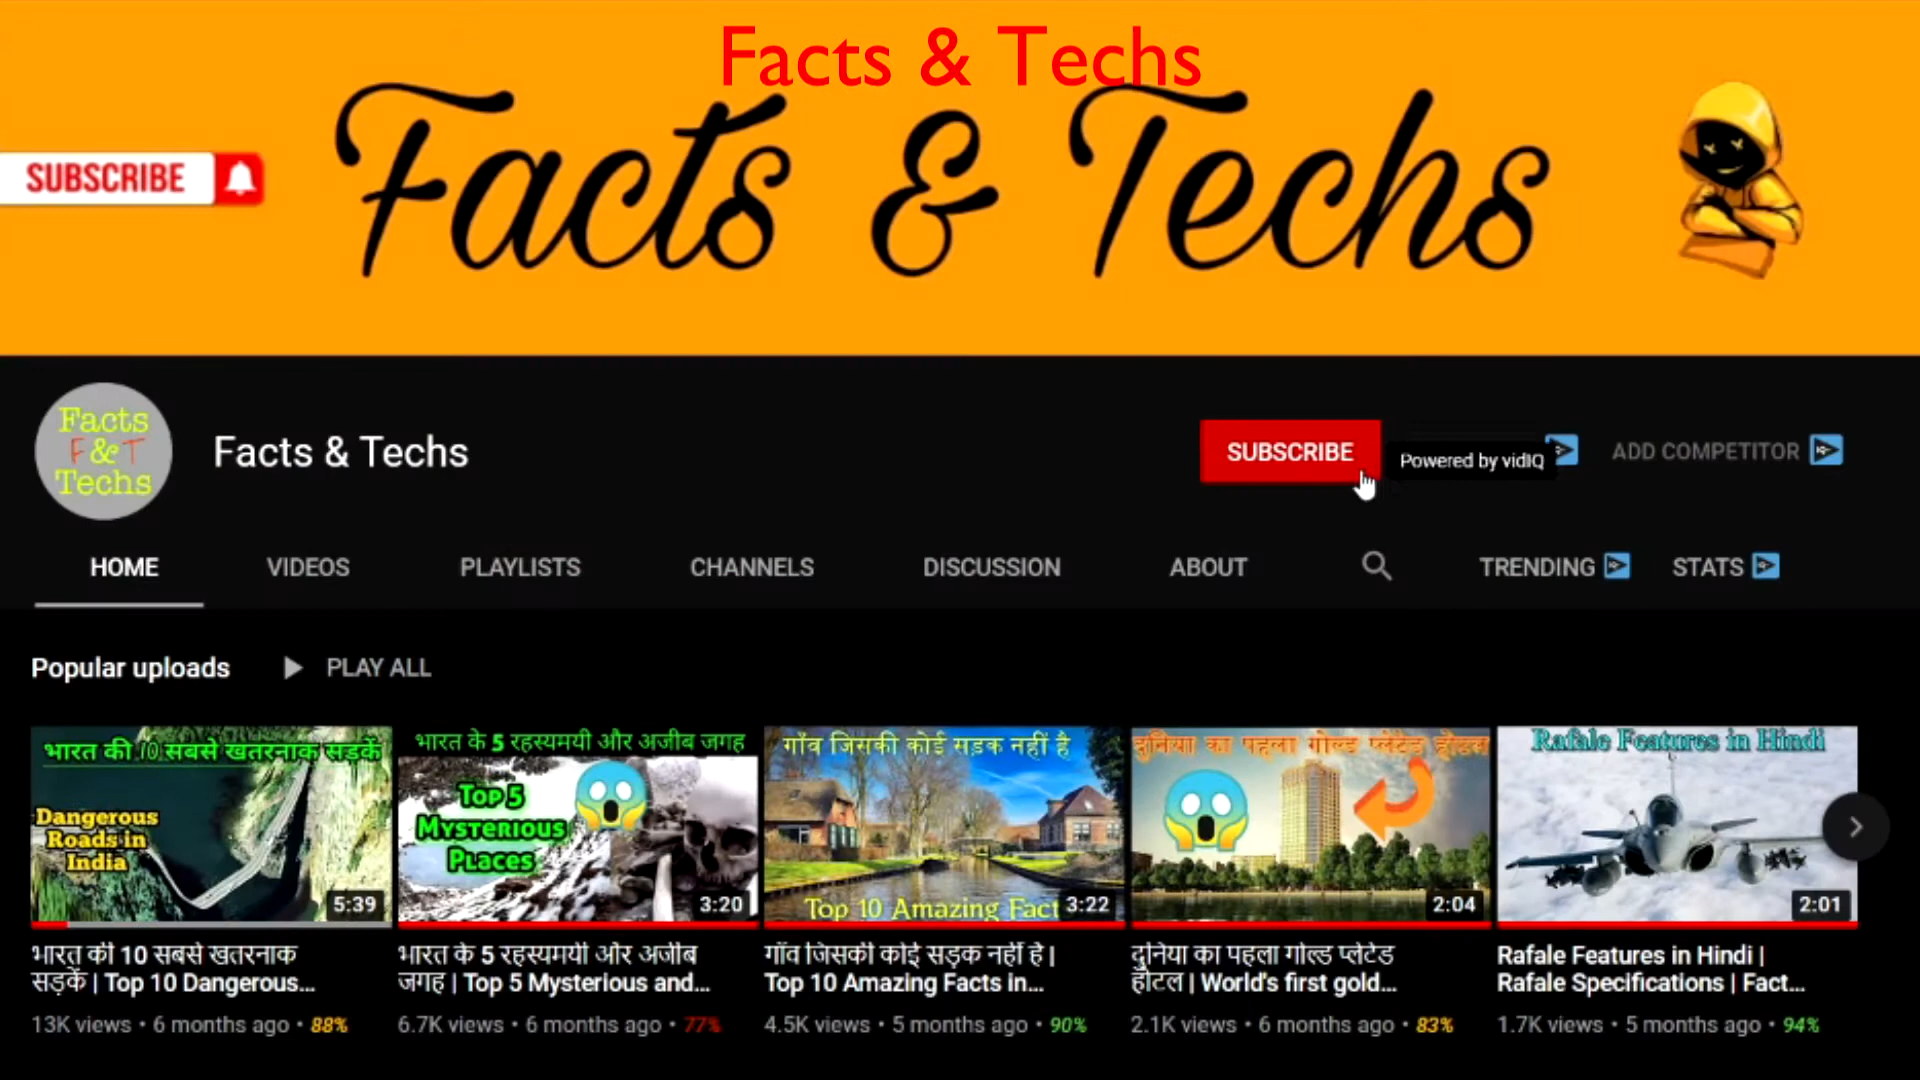 Facts & Techs
Facts & Techs
SUBSCRIBE
Facts
F & T
Techs
Facts & Techs
SUBSCRIBE
Powered by vidIQ
ADD COMPETITOR
HOME
VIDEOS
PLAYLISTS
CHANNELS
DISCUSSION
ABOUT
TRENDING
STATS
Popular uploads
PLAY ALL
भारत की 10 सबसे खतरनाक सड़कें
Dangerous
Roads in
India
5:39
भारत के 5 रहस्यमयी और अजीब जगह
Top 5
Mysterious
Places
3:20
गाँव जिसकी कोई सड़क नहीं है
Top 10 Amazing Fact
3:22
दुनिया का पहला गोल्ड प्लेटेड होटल
2:04
Rafale Features in Hindi
2:01
भारत की 10 सबसे खतरनाक
सड़कें | Top 10 Dangerous...
13K views • 6 months ago • 88%
भारत के 5 रहस्यमयी और अजीब
जगह | Top 5 Mysterious and...
6.7K views • 6 months ago • 77%
गाँव जिसकी कोई सड़क नहीं है |
Top 10 Amazing Facts in...
4.5K views • 5 months ago • 90%
दुनिया का पहला गोल्ड प्लेटेड
होटल | World's first gold...
2.1K views • 6 months ago • 83%
Rafale Features in Hindi |
Rafale Specifications | Fact...
1.7K views • 5 months ago • 94%